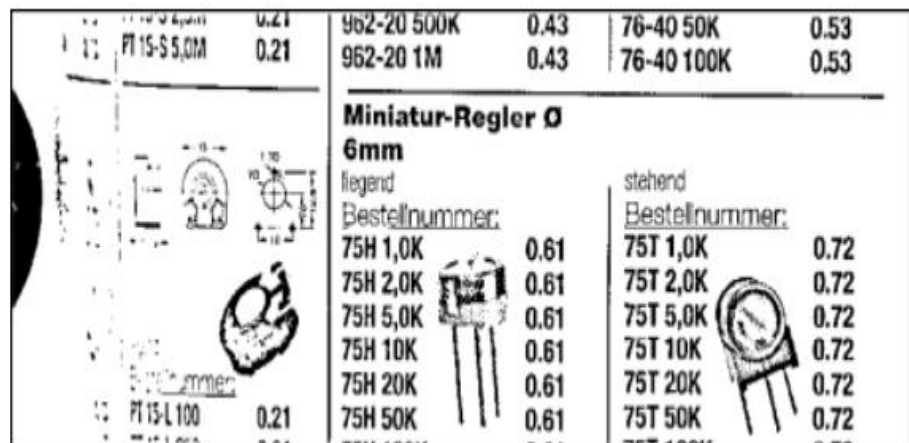 PT 15-S 5,0M 0.21
962-20 500K 0.43
962-20 1M 0.43
76-40 50K 0.53
76-40 100K 0.53
Miniatur-Regler Ø
6mm
liegend
Bestellnummer:
75H 1,0K 0.61
75H 2,0K 0.61
75H 5,0K 0.61
75H 10K 0.61
75H 20K 0.61
75H 50K 0.61
stehend
Bestellnummer:
75T 1,0K 0.72
75T 2,0K 0.72
75T 5,0K 0.72
75T 10K 0.72
75T 20K 0.72
75T 50K 0.72
PT 15-L 100 0.21